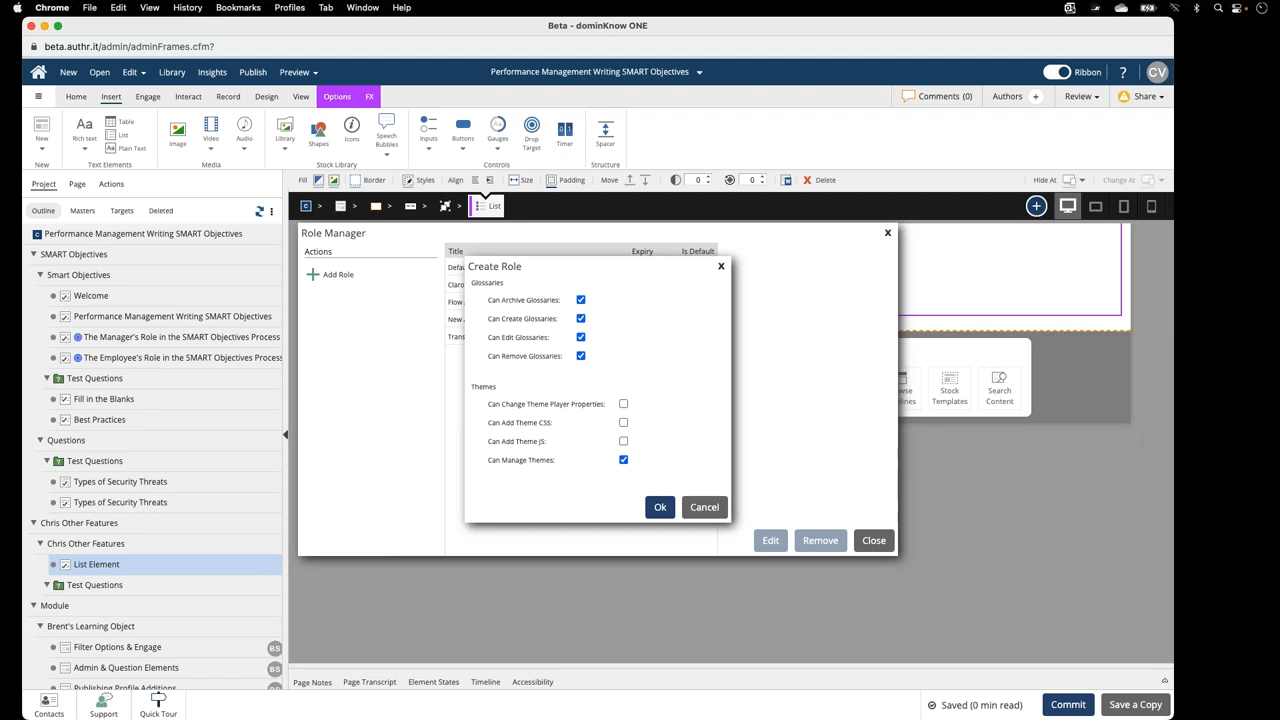 Chrome File Edit View History Bookmarks Profiles Tab Window Help
Beta - dominKnow ONE
beta.authr.it/admin/adminFrames.cfm?
New Open Edit Library Insights Publish Preview
Performance Management Writing SMART Objectives
Ribbon ? CV
Home Insert Engage Interact Record Design View Options FX
Comments (0) Authors + Review Share
New
Rich text
Table
List
Plain Text
Image
Video
Audio
Library
Shapes
Icons
Speech Bubbles
Inputs
Buttons
Gauges
Drop Target
Timer
Spacer
New Text Elements Media Stock Library Controls Structure
Fill Border Styles Align Size Padding Move 0 0 Delete Hide At Change At
Project Page Actions
Outline Masters Targets Deleted
C > > > > > List
C Performance Management Writing SMART Objectives
SMART Objectives
Smart Objectives
Welcome
Performance Management Writing SMART Objectives
The Manager's Role in the SMART Objectives Process
The Employee's Role in the SMART Objectives Process
Test Questions
Fill in the Blanks
Best Practices
Questions
Test Questions
Types of Security Threats
Types of Security Threats
Chris Other Features
Chris Other Features
List Element
Test Questions
Module
Brent's Learning Object
Filter Options & Engage BS
Admin & Question Elements BS
Publishing Profile Additions
Role Manager x
Actions
Add Role
Title Expiry Is Default
Defau
Claro
Flow
New
Trans
Create Role X
Glossaries
Can Archive Glossaries:
Can Create Glossaries:
Can Edit Glossaries:
Can Remove Glossaries:
Themes
Can Change Theme Player Properties:
Can Add Theme CSS:
Can Add Theme JS:
Can Manage Themes:
Ok Cancel
Edit Remove Close
Stock Templates
Search Content
Page Notes Page Transcript Element States Timeline Accessibility
Contacts Support Quick Tour
Saved (0 min read) Commit Save a Copy